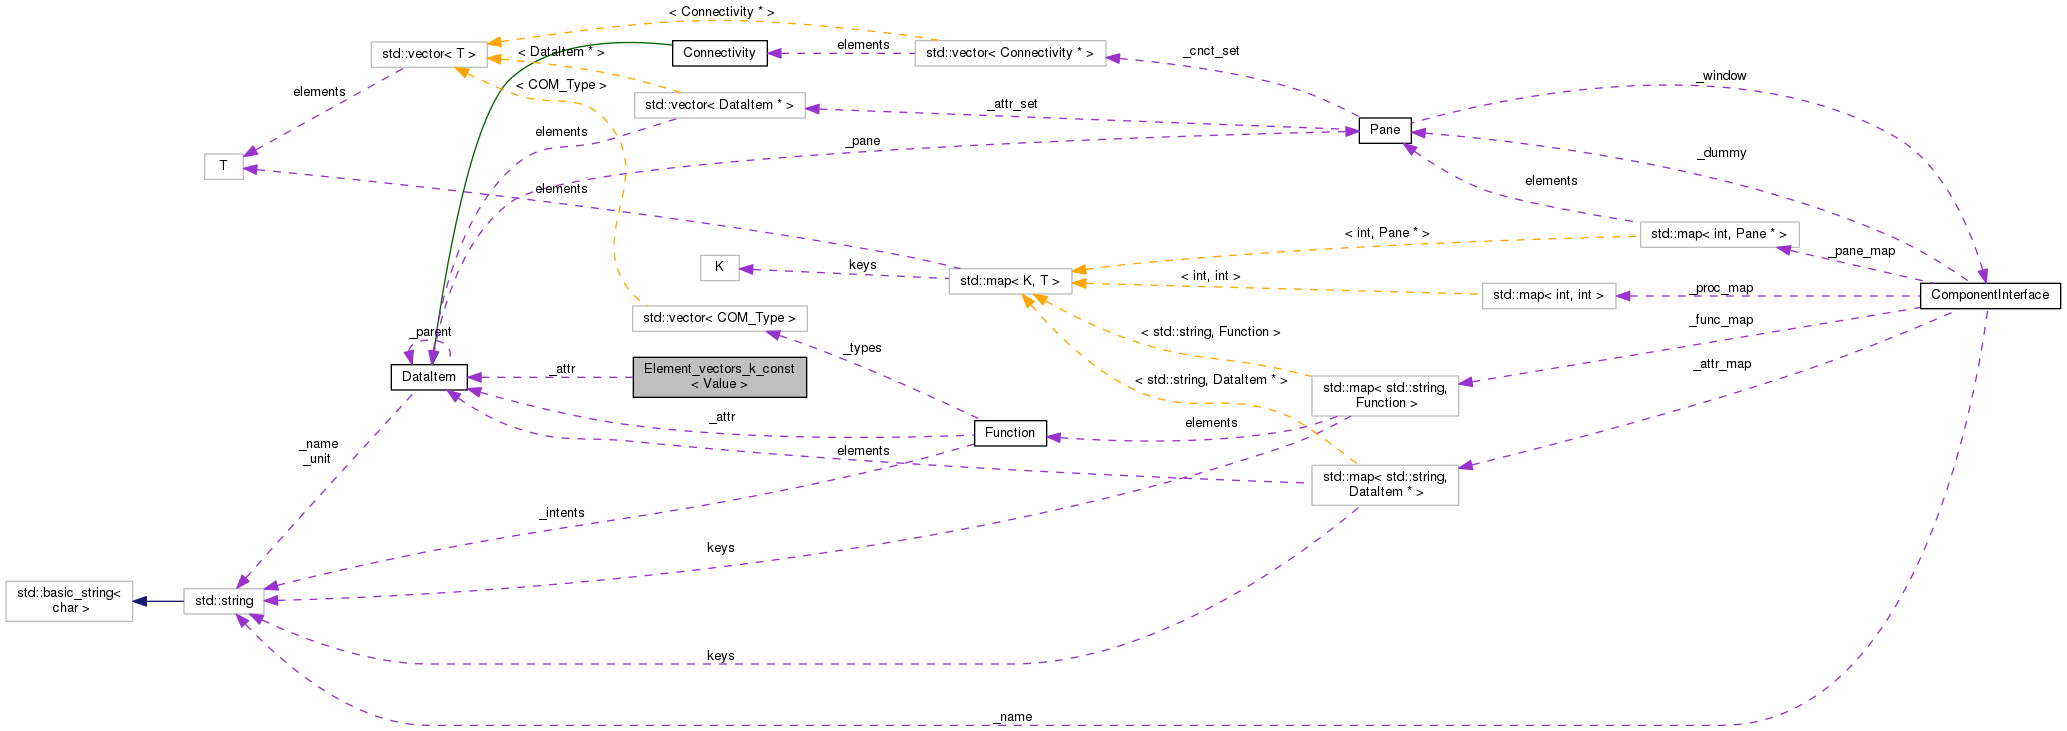 < Connectivity * >
std::vector< T >
< DataItem * >
Connectivity
elements
std::vector< Connectivity * >
_cnct_set
_window
elements
< COM_Type >
std::vector< DataItem * >
_attr_set
Pane
elements
_pane
_dummy
T
elements
elements
std::map< int, Pane * >
< int, Pane * >
_pane_map
K
keys
std::map< K, T >
< int, int >
std::map< int, int >
_proc_map
ComponentInterface
std::vector< COM_Type >
_func_map
< std::string, Function >
_parent
_types
_attr_map
DataItem
_attr
Element_vectors_k_const
< Value >
< std::string, DataItem * >
std::map< std::string,
Function >
_attr
Function
elements
_name
_unit
elements
std::map< std::string,
DataItem * >
_intents
keys
std::basic_string<
char >
std::string
keys
_name